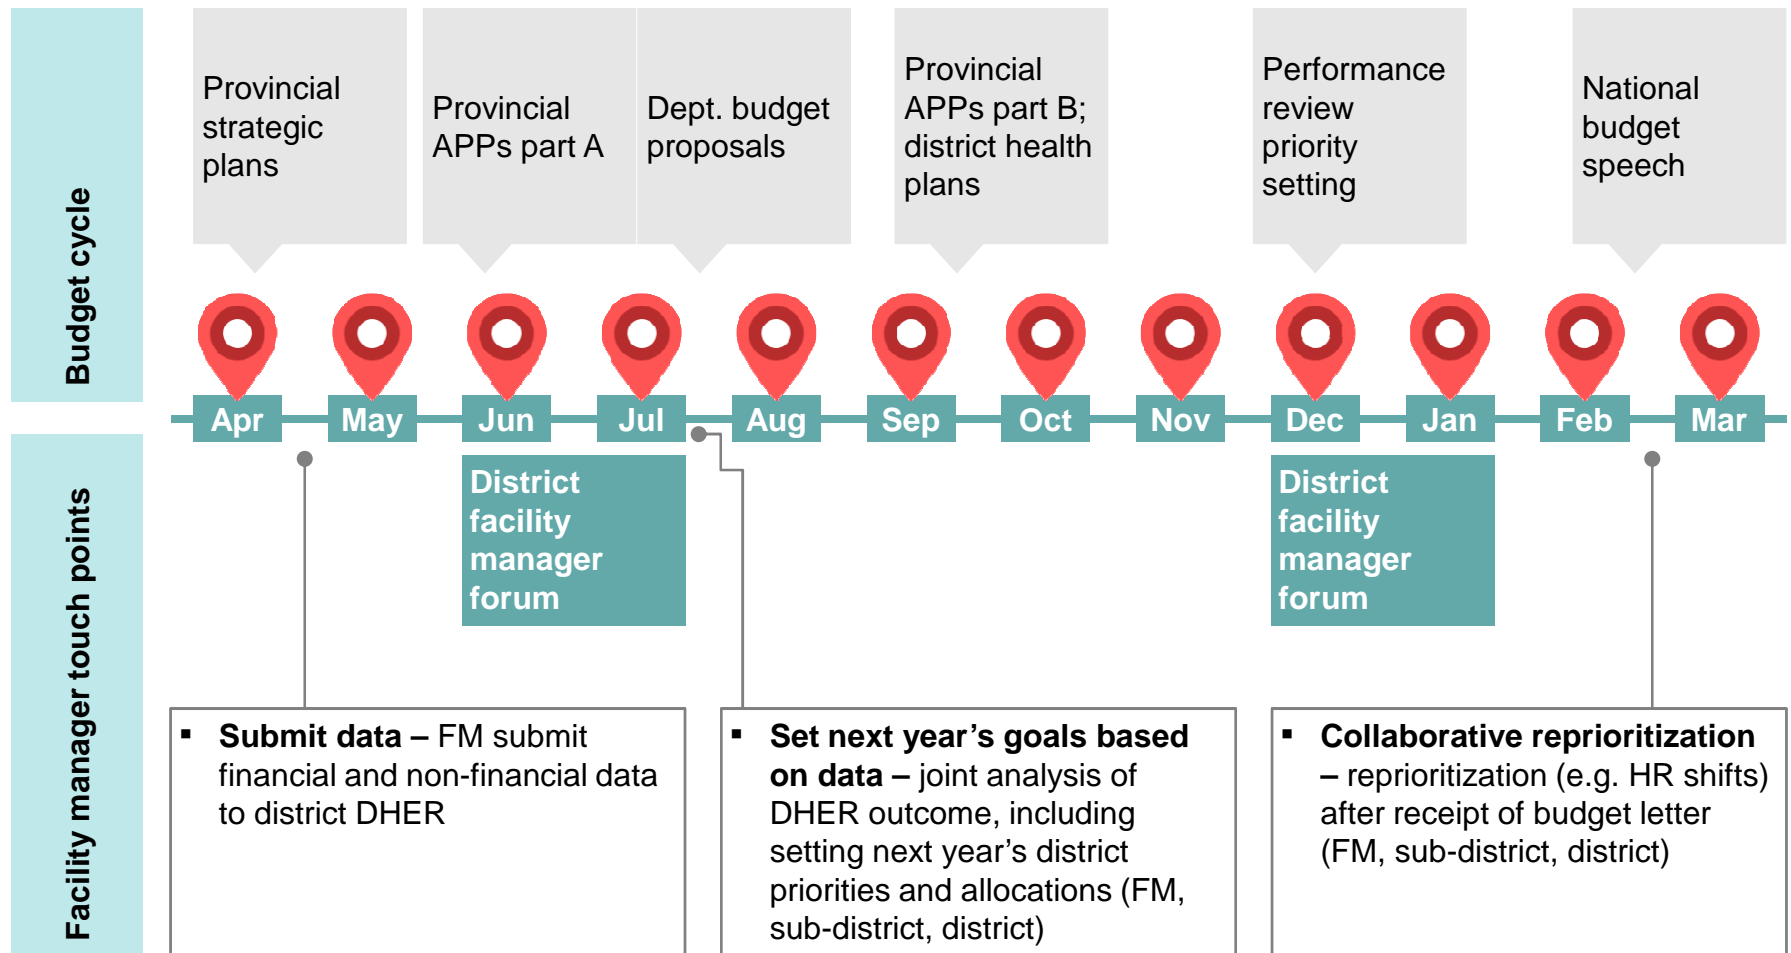 Budget cycle
Provincial
strategic
plans
Provincial
APPs part A
Dept. budget
proposals
Provincial
APPs part B;
district health
plans
Performance
review
priority
setting
National
budget
speech
Apr
May
Jun
Jul
Aug
Sep
Oct
Nov
Dec
Jan
Feb
Mar
Facility manager touch points
District
facility
manager
forum
District
facility
manager
forum
▪ Submit data – FM submit
financial and non-financial data
to district DHER
▪ Set next year’s goals based
on data – joint analysis of
DHER outcome, including
setting next year’s district
priorities and allocations (FM,
sub-district, district)
▪ Collaborative reprioritization
– reprioritization (e.g. HR shifts)
after receipt of budget letter
(FM, sub-district, district)